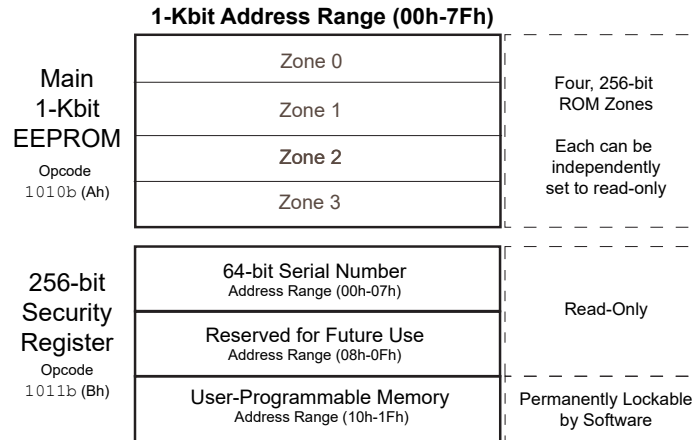 1-Kbit Address Range (00h-7Fh)
Main
1-Kbit
EEPROM
Opcode
1010b (Ah)
Zone 0
Zone 1
Zone 2
Zone 3
Four, 256-bit
ROM Zones
Each can be
independently
set to read-only
256-bit
Security
Register
Opcode
1011b (Bh)
64-bit Serial Number
Address Range (00h-07h)
Reserved for Future Use
Address Range (08h-0Fh)
User-Programmable Memory
Address Range (10h-1Fh)
Read-Only
Permanently Lockable
by Software